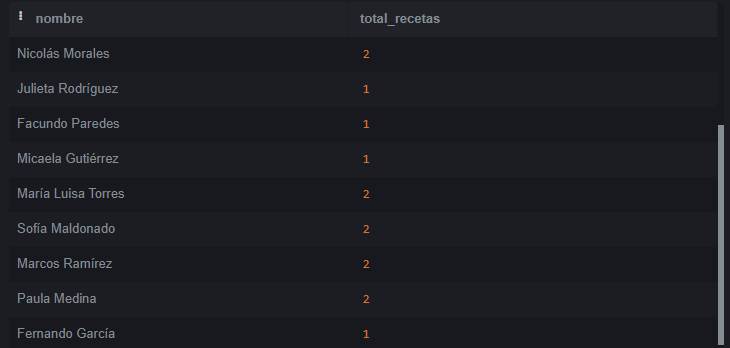 nombre total_recetas
Nicolás Morales 2
Julieta Rodríguez 1
Facundo Paredes 1
Micaela Gutiérrez 1
María Luisa Torres 2
Sofía Maldonado 2
Marcos Ramírez 2
Paula Medina 2
Fernando García 1